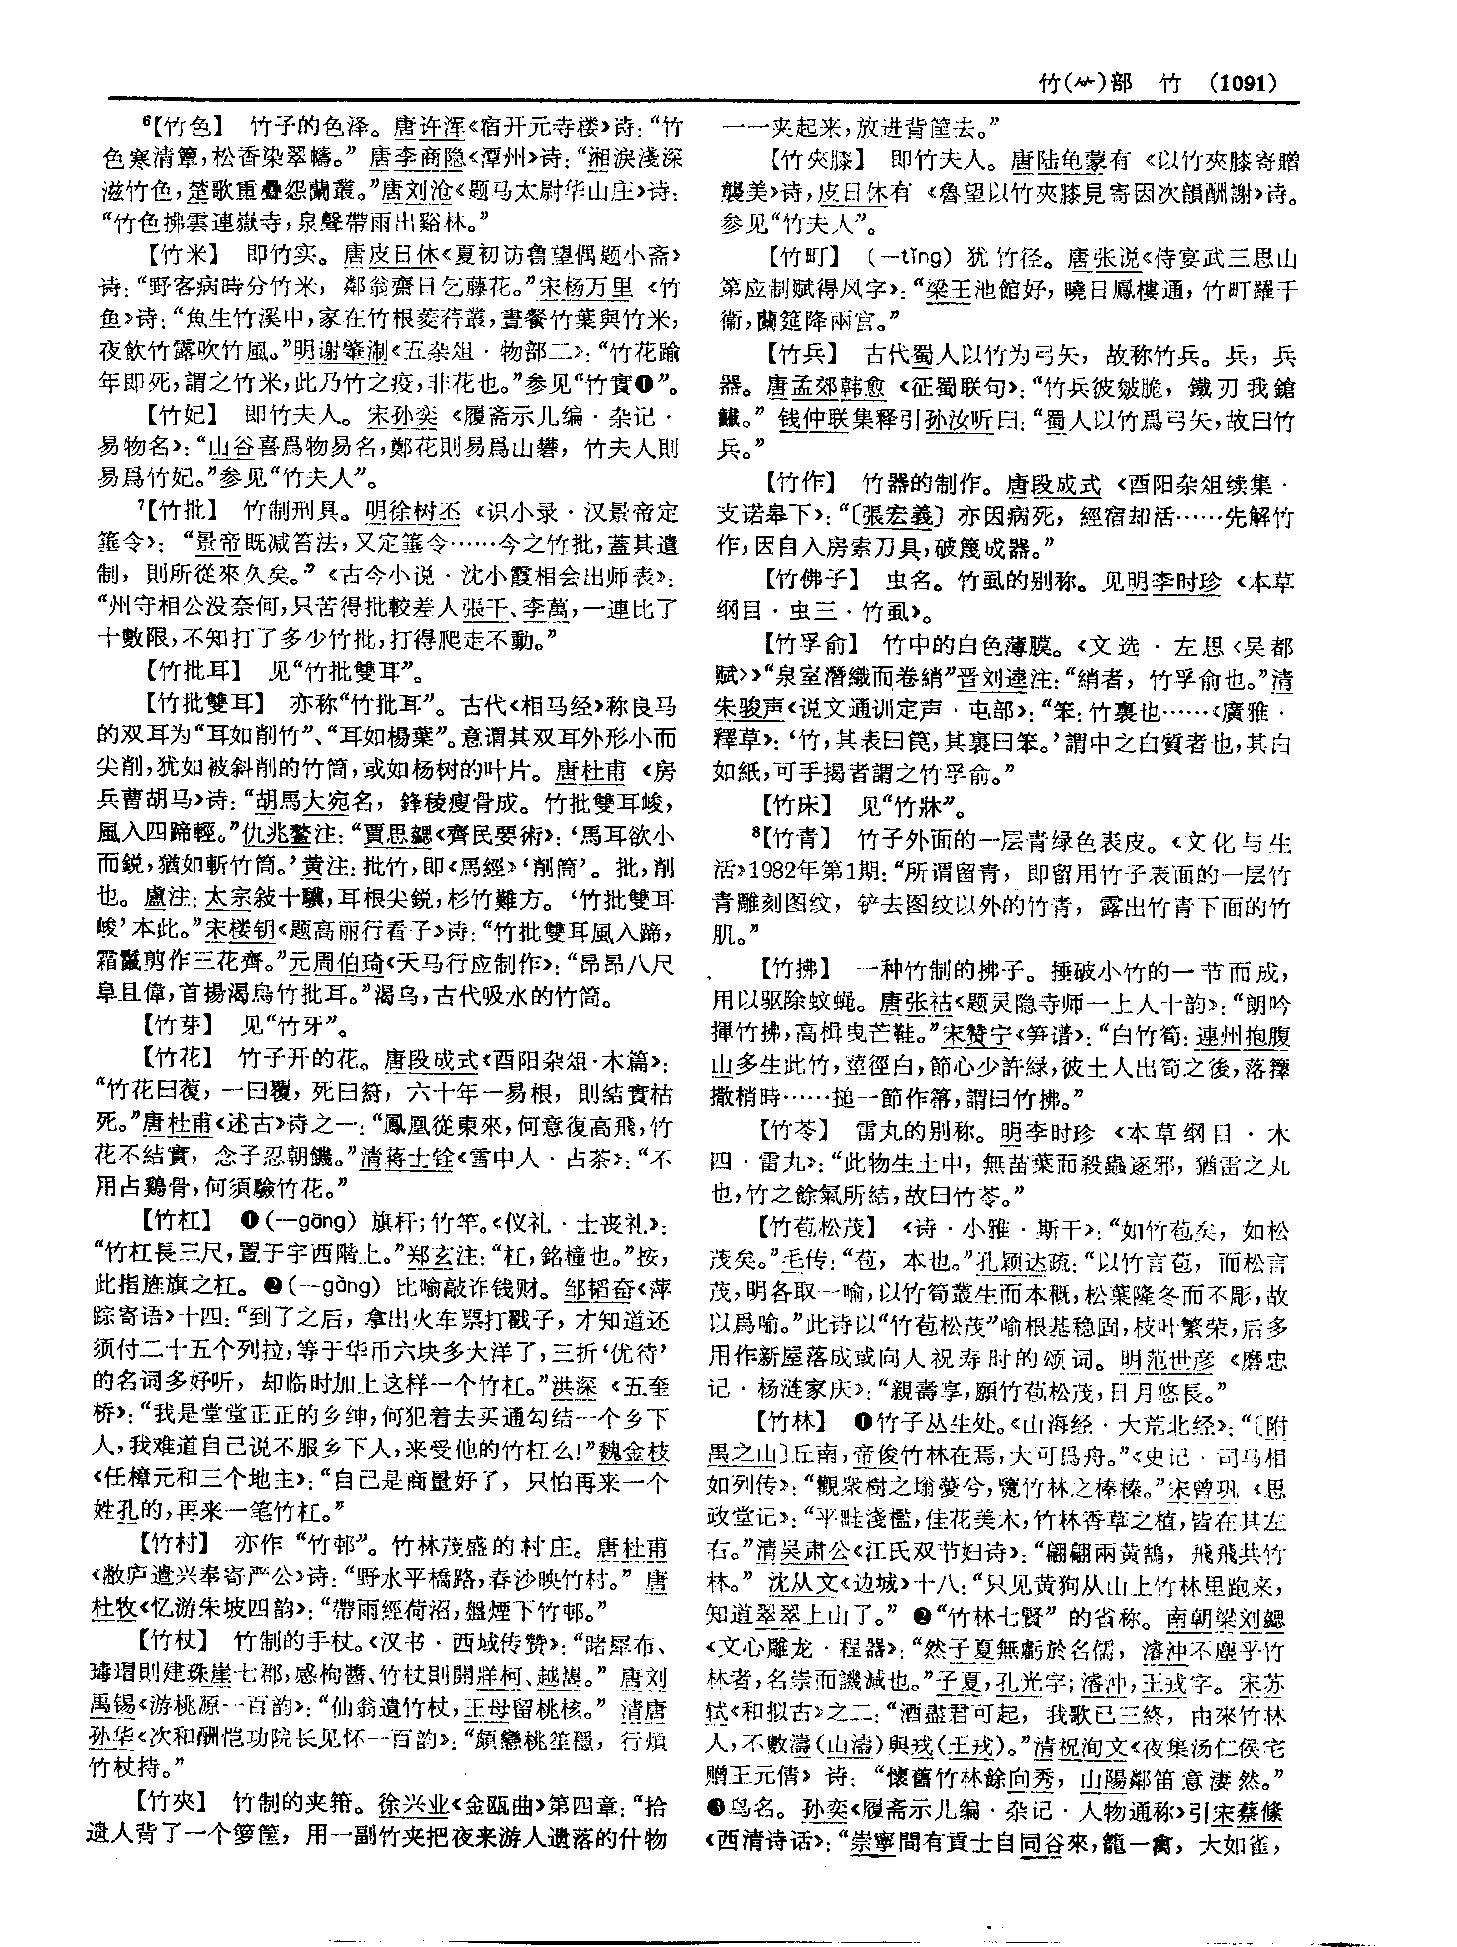 竹(⺮)部　竹　(1091)
⁶【竹色】　竹子的色泽。唐许浑《宿开元寺楼》诗：“竹
色寒清簟，松香染翠幬。”唐李商隐《潭州》诗：“湘淚淺深
滋竹色，楚歌重疊怨蘭叢。”唐刘沧《题马太尉华山庄》诗：
“竹色拂雲連嶽寺，泉聲帶雨出谿林。”
【竹米】　即竹实。唐皮日休《夏初访鲁望偶题小斋》
诗：“野客病時分竹米，鄰翁齋日乞藤花。”宋杨万里《竹
鱼》诗：“魚生竹溪中，家在竹根菱荇叢，晝餐竹葉與竹米，
夜飲竹露吹竹風。”明谢肇淛《五杂俎·物部二》：“竹花踰
年即死，謂之竹米，此乃竹之疫，非花也。”参见“竹實❶”。
【竹妃】　即竹夫人。宋孙奕《履斋示儿编·杂记·
易物名》：“山谷喜爲物易名，鄭花則易爲山礬，竹夫人則
易爲竹妃。”参见“竹夫人”。
⁷【竹批】　竹制刑具。明徐树丕《识小录·汉景帝定
箠令》：“景帝既减笞法，又定箠令……今之竹批，蓋其遺
制，則所從來久矣。”《古今小说·沈小霞相会出师表》：
“州守相公没奈何，只苦得批較差人張千、李萬，一連比了
十數限，不知打了多少竹批，打得爬走不動。”
【竹批耳】　见“竹批雙耳”。
【竹批雙耳】　亦称“竹批耳”。古代《相马经》称良马
的双耳为“耳如削竹”、“耳如楊葉”。意谓其双耳外形小而
尖削，犹如被斜削的竹筒，或如杨树的叶片。唐杜甫《房
兵曹胡马》诗：“胡馬大宛名，鋒稜瘦骨成。竹批雙耳峻，
風入四蹄輕。”仇兆鳌注：“賈思勰《齊民要術》：‘馬耳欲小
而鋭，猶如斬竹筒。’黄注：批竹，即《馬經》‘削筒’。批，削
也。盧注：太宗敍十驥，耳根尖鋭，杉竹難方。‘竹批雙耳
峻’本此。”宋楼钥《题高丽行看子》诗：“竹批雙耳風入蹄，
霜鬣剪作三花齊。”元周伯琦《天马行应制作》：“昂昂八尺
阜且偉，首揚渴烏竹批耳。”渴乌，古代吸水的竹筒。
【竹芽】　见“竹牙”。
【竹花】　竹子开的花。唐段成式《酉阳杂俎·木篇》：
“竹花曰覆，一曰覆，死曰䈽，六十年一易根，則結實枯
死。”唐杜甫《述古》诗之一：“鳳凰從東來，何意復高飛，竹
花不結實，念子忍朝饑。”清蒋士铨《雪中人·占茶》：“不
用占鷄骨，何須驗竹花。”
【竹杠】　❶(—gāng) 旗杆；竹竿。《仪礼·士丧礼》：
“竹杠長三尺，置于宇西階上。”郑玄注：“杠，銘橦也。”按，
此指旌旗之杠。❷(—gàng) 比喻敲诈钱财。邹韬奋《萍
踪寄语》十四：“到了之后，拿出火车票打戳子，才知道还
须付二十五个列拉，等于华币六块多大洋了，三折‘优待’
的名词多好听，却临时加上这样一个竹杠。”洪深《五奎
桥》：“我是堂堂正正的乡绅，何犯着去买通勾结一个乡下
人，我难道自己说不服乡下人，来受他的竹杠么！”魏金枝
《任樟元和三个地主》：“自己是商量好了，只怕再来一个
姓孔的，再来一笔竹杠。”
【竹村】　亦作“竹邨”。竹林茂盛的村庄。唐杜甫
《敝庐遣兴奉寄严公》诗：“野水平橋路，春沙映竹村。”唐
杜牧《忆游朱坡四韵》：“帶雨經荷沼，盤煙下竹邨。”
【竹杖】　竹制的手杖。《汉书·西域传赞》：“睹犀布、
瑇瑁則建珠崖七郡，感枸醬、竹杖則開牂柯、越嶲。”唐刘
禹锡《游桃源一百韵》：“仙翁遺竹杖，王母留桃核。”清唐
孙华《次和酬恺功院长见怀一百韵》：“頗戀桃笙穩，行煩
竹杖持。”
【竹夾】　竹制的夹箝。徐兴业《金瓯曲》第四章：“拾
遗人背了一个箩筐，用一副竹夹把夜来游人遗落的什物
一一夹起来，放进背筐去。”
【竹夾膝】　即竹夫人。唐陆龟蒙有《以竹夾膝寄贈
襲美》诗，皮日休有《魯望以竹夾膝見寄因次韻酬謝》诗。
参见“竹夫人”。
【竹町】　(—tǐng) 犹竹径。唐张说《侍宴武三思山
第应制赋得风字》：“梁王池館好，曉日鳳樓通，竹町羅千
衞，蘭筵降兩宫。”
【竹兵】　古代蜀人以竹为弓矢，故称竹兵。兵，兵
器。唐孟郊韩愈《征蜀联句》：“竹兵彼皴脆，鐵刃我鎗
䥫。”钱仲联集释引孙汝听曰：“蜀人以竹爲弓矢，故曰竹
兵。”
【竹作】　竹器的制作。唐段成式《酉阳杂俎续集·
支诺皋下》：“〔張宏義〕亦因病死，經宿却活……先解竹
作，因自入房索刀具，破篾成器。”
【竹佛子】　虫名。竹虱的别称。见明李时珍《本草
纲目·虫三·竹虱》。
【竹孚俞】　竹中的白色薄膜。《文选·左思〈吴都
赋〉》“泉室潛織而卷綃”晋刘逵注：“綃者，竹孚俞也。”清
朱骏声《说文通训定声·屯部》：“笨：竹裏也……《廣雅·
釋草》：‘竹，其表曰筤，其裏曰笨。’謂中之白質者也，其白
如紙，可手揭者謂之竹孚俞。”
【竹床】　见“竹牀”。
⁸【竹青】　竹子外面的一层青绿色表皮。《文化与生
活》1982年第1期：“所谓留青，即留用竹子表面的一层竹
青雕刻图纹，铲去图纹以外的竹青，露出竹青下面的竹
肌。”
【竹拂】　一种竹制的拂子。捶破小竹的一节而成，
用以驱除蚊蝇。唐张祜《题灵隐寺师一上人十韵》：“朗吟
揮竹拂，高楫曳芒鞋。”宋赞宁《笋谱》：“白竹筍：連州抱腹
山多生此竹，莖徑白，節心少許緑，彼土人出筍之後，落籜
撒梢時……搥一節作箒，謂曰竹拂。”
【竹苓】　雷丸的别称。明李时珍《本草纲目·木
四·雷丸》：“此物生土中，無苗葉而殺蟲逐邪，猶雷之丸
也，竹之餘氣所結，故曰竹苓。”
【竹苞松茂】　《诗·小雅·斯干》：“如竹苞矣，如松
茂矣。”毛传：“苞，本也。”孔颖达疏：“以竹言苞，而松言
茂，明各取一喻，以竹筍叢生而本概，松葉隆冬而不彫，故
以爲喻。”此诗以“竹苞松茂”喻根基稳固，枝叶繁荣，后多
用作新屋落成或向人祝寿时的颂词。明范世彦《磨忠
记·杨涟家庆》：“親壽享，願竹苞松茂，日月悠長。”
【竹林】　❶竹子丛生处。《山海经·大荒北经》：“〔附
禺之山〕丘南，帝俊竹林在焉，大可爲舟。”《史记·司马相
如列传》：“觀衆樹之塕薆兮，覽竹林之榛榛。”宋曾巩《思
政堂记》：“平畦淺檻，佳花美木，竹林香草之植，皆在其左
右。”清吴肃公《江氏双节妇诗》：“翩翩兩黄鵠，飛飛共竹
林。”沈从文《边城》十八：“只见黄狗从山上竹林里跑来，
知道翠翠上山了。”❷“竹林七賢”的省称。南朝梁刘勰
《文心雕龙·程器》：“然子夏無虧於名儒，濬沖不塵乎竹
林者，名崇而譏減也。”子夏，孔光字；濬沖，王戎字。宋苏
轼《和拟古》之二：“酒盡君可起，我歌已三終，由來竹林
人，不數濤(山濤)與戎(王戎)。”清祝洵文《夜集汤仁侯宅
贈王元倩》诗：“懷舊竹林餘向秀，山陽鄰笛意淒然。”
❸鸟名。孙奕《履斋示儿编·杂记·人物通称》引宋蔡絛
《西清诗话》：“崇寧間有貢士自同谷來，籠一禽，大如雀，